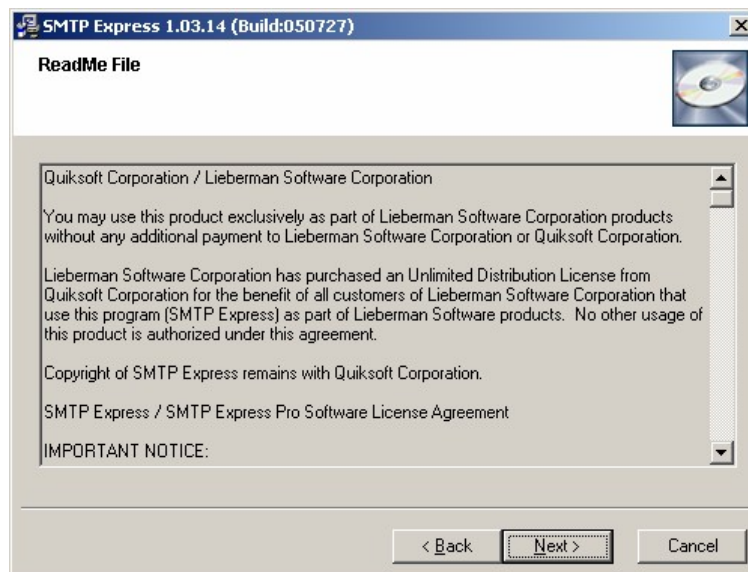 SMTP Express 1.03.14 (Build:050727)
ReadMe File
Quiksoft Corporation / Lieberman Software Corporation
You may use this product exclusively as part of Lieberman Software Corporation products
without any additional payment to Lieberman Software Corporation or Quiksoft Corporation.
Lieberman Software Corporation has purchased an Unlimited Distribution License from
Quiksoft Corporation for the benefit of all customers of Lieberman Software Corporation that
use this program (SMTP Express) as part of Lieberman Software products.  No other usage of
this product is authorized under this agreement.
Copyright of SMTP Express remains with Quiksoft Corporation.
SMTP Express / SMTP Express Pro Software License Agreement
IMPORTANT NOTICE:
< Back
Next >
Cancel